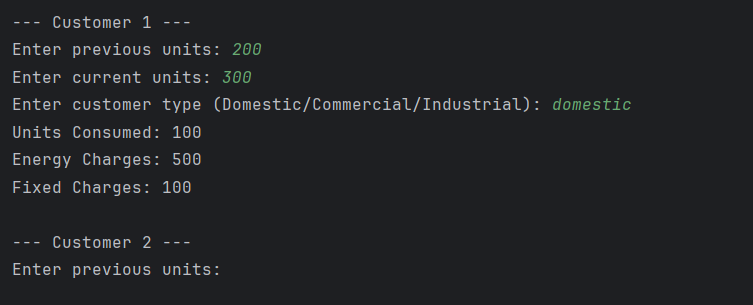 --- Customer 1 ---
Enter previous units: 200
Enter current units: 300
Enter customer type (Domestic/Commercial/Industrial): domestic
Units Consumed: 100
Energy Charges: 500
Fixed Charges: 100
--- Customer 2 ---
Enter previous units: